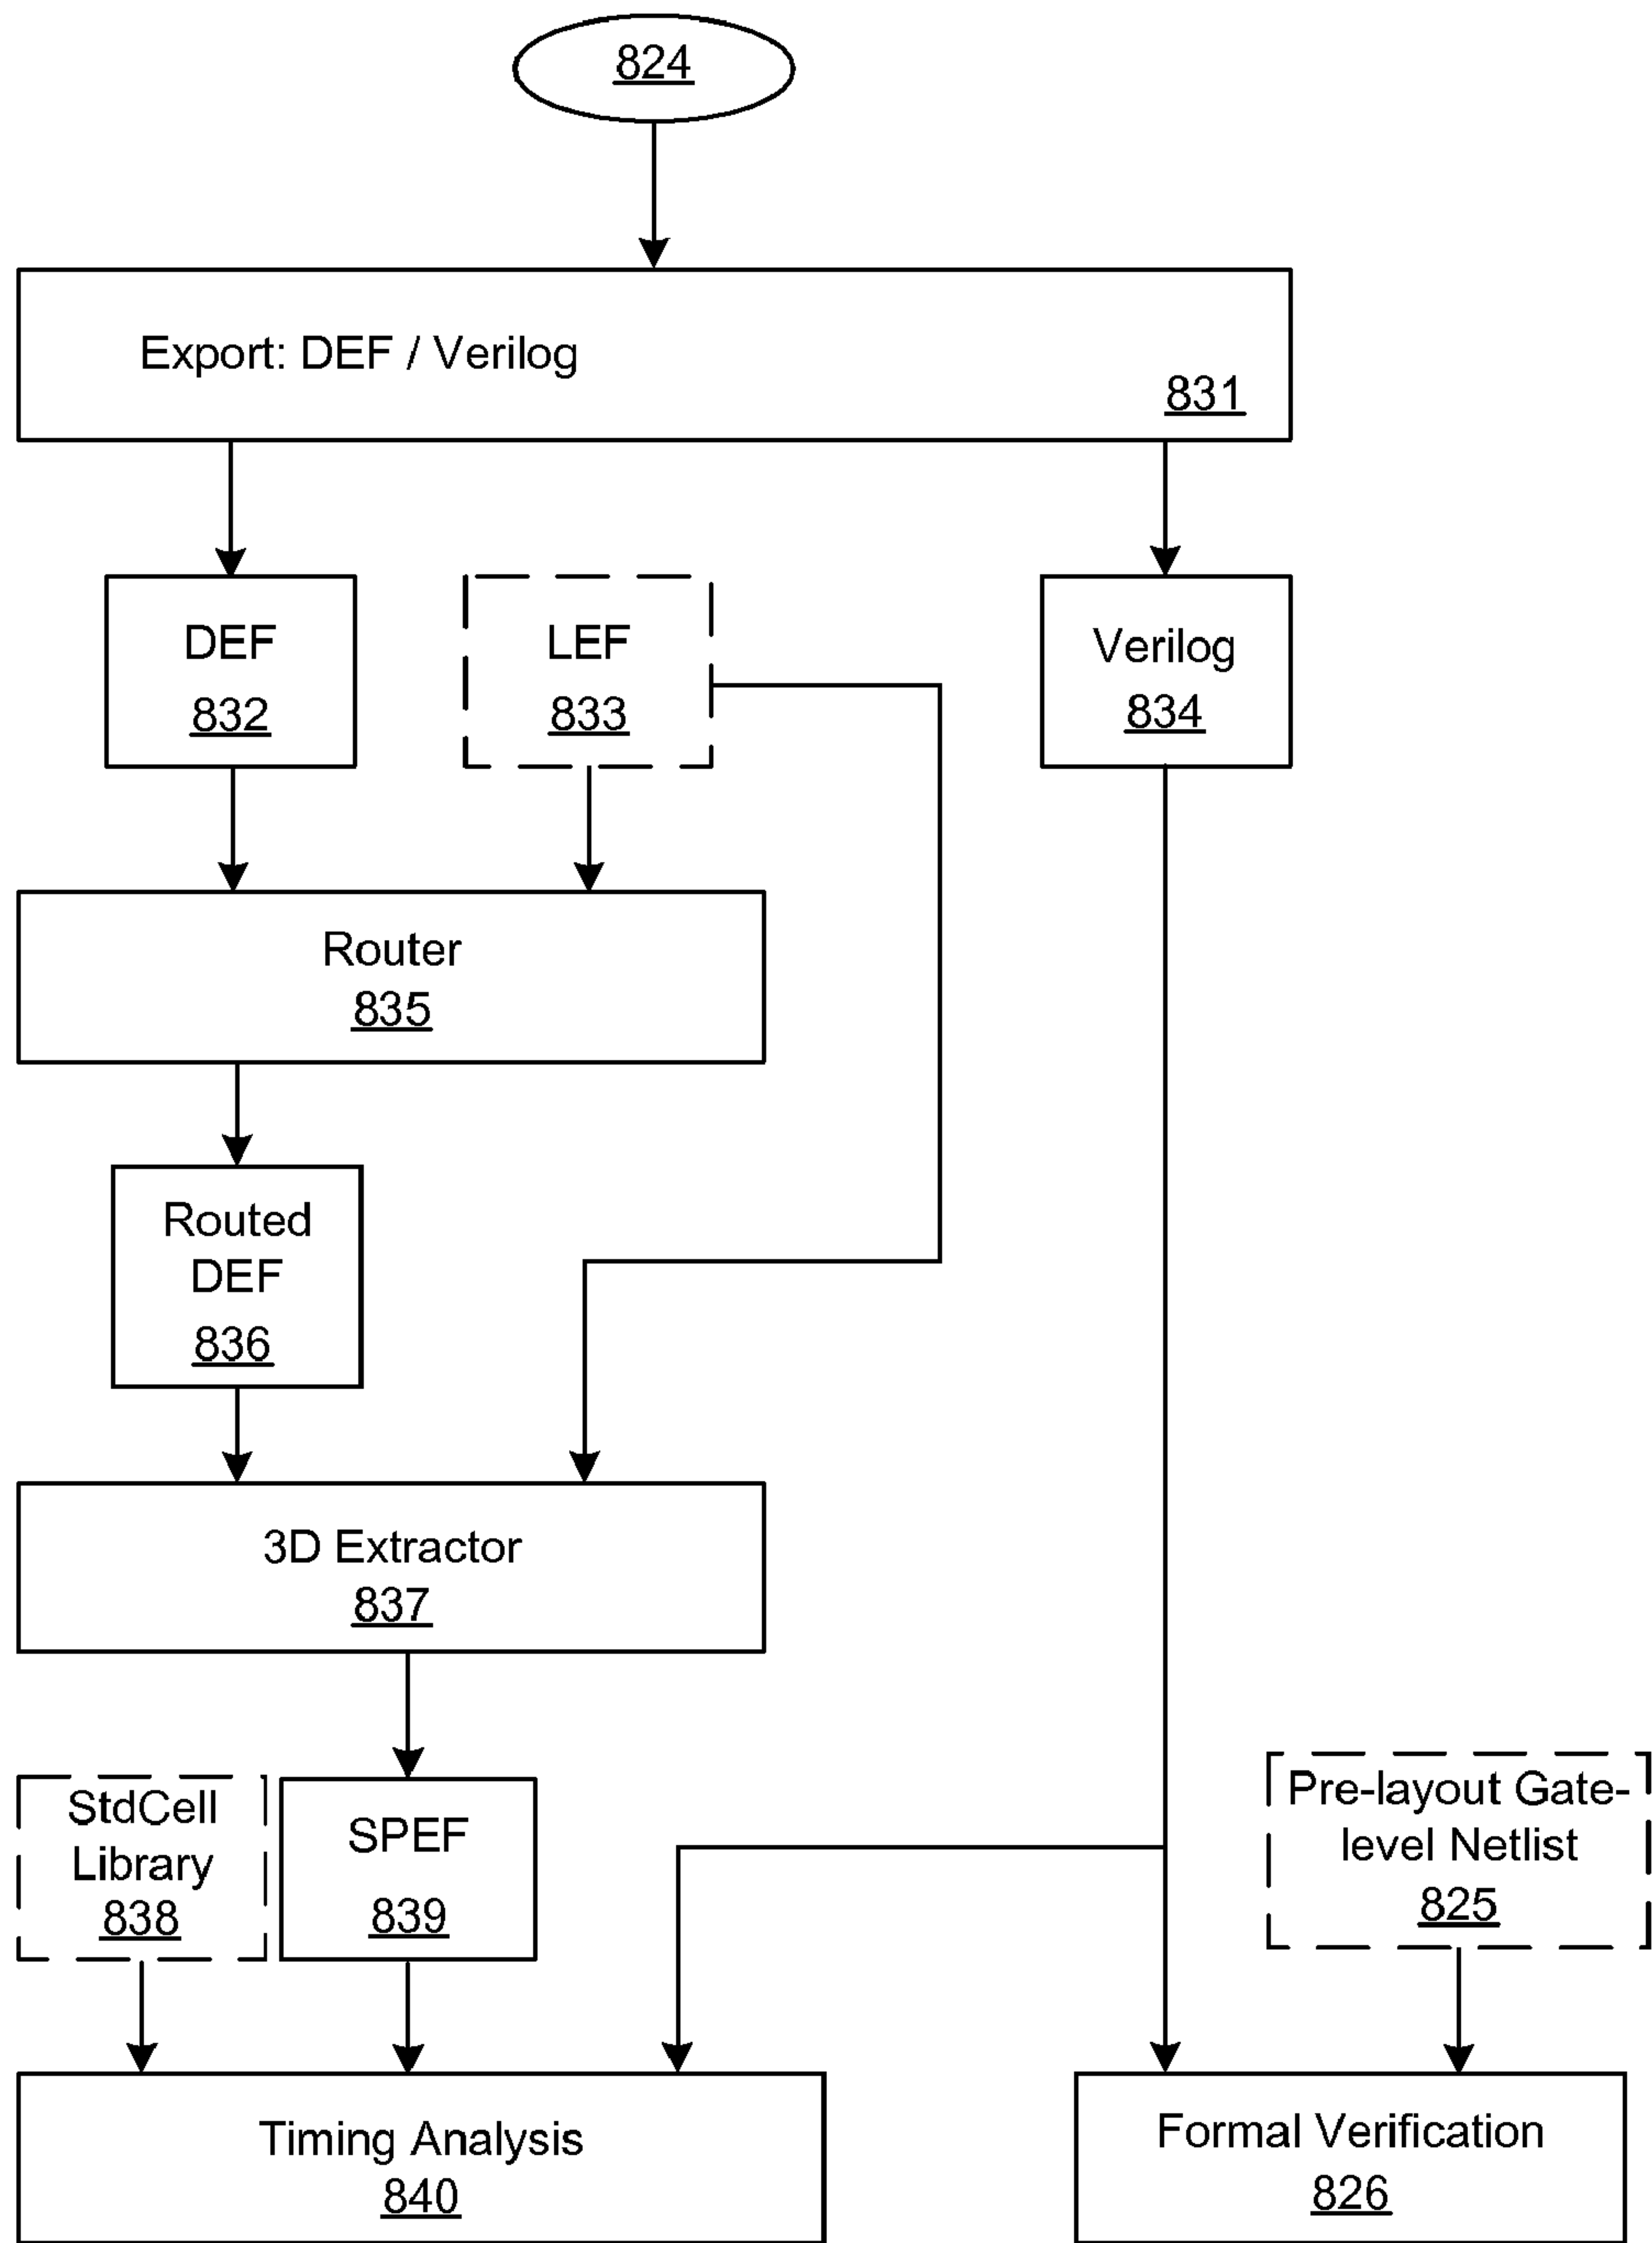 824
Export: DEF / Verilog
831
DEF
832
LEF
833
Verilog
834
Router
835
Routed
DEF
836
3D Extractor
837
StdCell
Library
838
SPEF
839
Pre-layout Gate-
level Netlist
825
Timing Analysis
840
Formal Verification
826